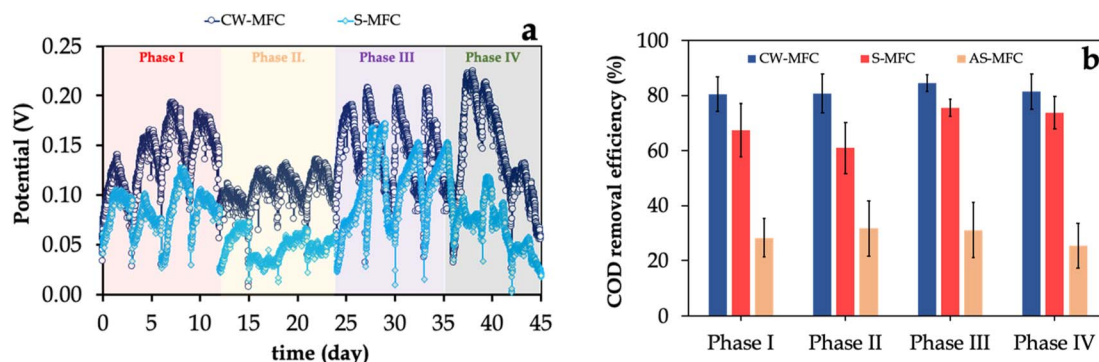 CW-MFC S-MFC
a
Phase I Phase II. Phase III Phase IV
0.25
0.20
0.15
0.10
0.05
0.00
Potential (V)
0 5 10 15 20 25 30 35 40 45
time (day)
b
CW-MFC S-MFC AS-MFC
100
80
60
40
20
0
COD removal efficiency (%)
Phase I Phase II Phase III Phase IV